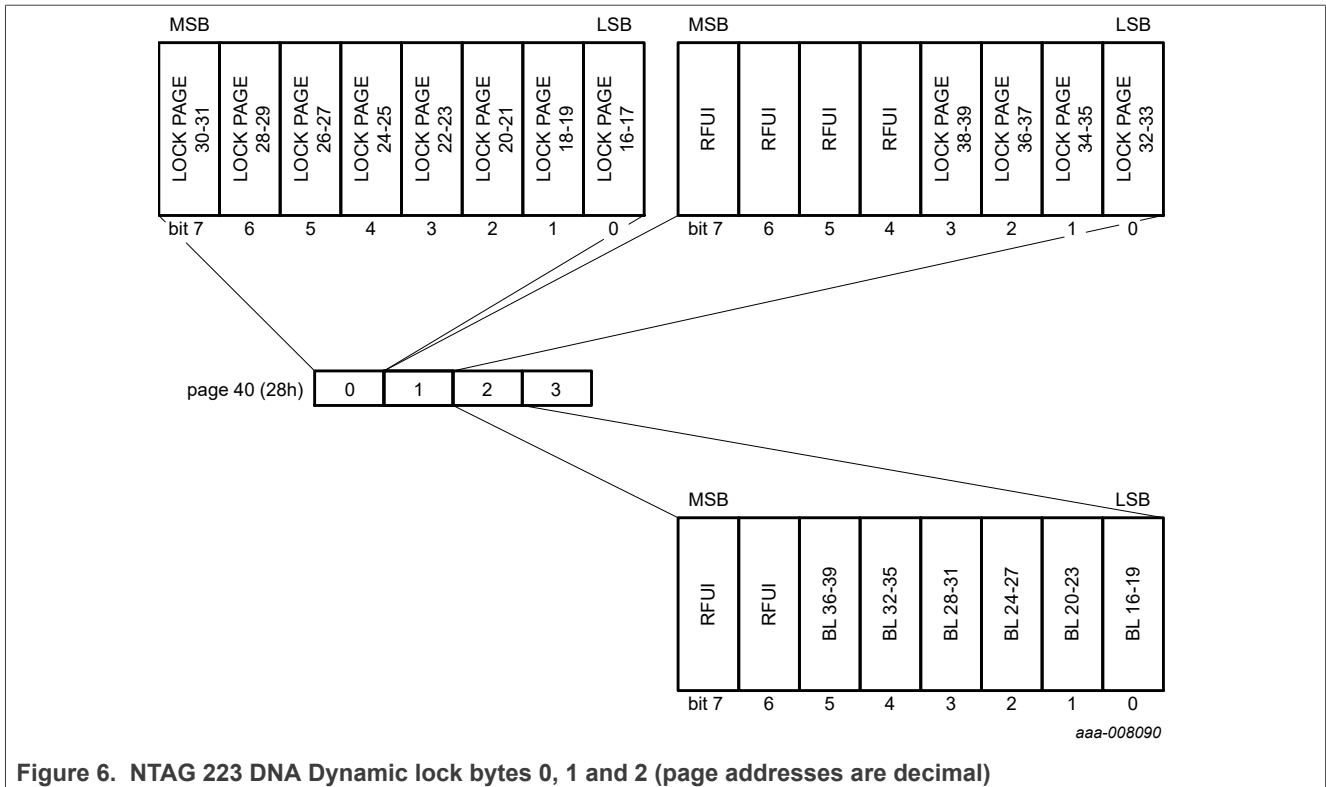 MSB LSB
LOCK PAGE 30-31
LOCK PAGE 28-29
LOCK PAGE 26-27
LOCK PAGE 24-25
LOCK PAGE 22-23
LOCK PAGE 20-21
LOCK PAGE 18-19
LOCK PAGE 16-17
bit 7 6 5 4 3 2 1 0
MSB LSB
RFUI
RFUI
RFUI
RFUI
LOCK PAGE 38-39
LOCK PAGE 36-37
LOCK PAGE 34-35
LOCK PAGE 32-33
bit 7 6 5 4 3 2 1 0
page 40 (28h) 0 1 2 3
MSB LSB
RFUI
RFUI
BL 36-39
BL 32-35
BL 28-31
BL 24-27
BL 20-23
BL 16-19
bit 7 6 5 4 3 2 1 0
aaa-008090
Figure 6. NTAG 223 DNA Dynamic lock bytes 0, 1 and 2 (page addresses are decimal)